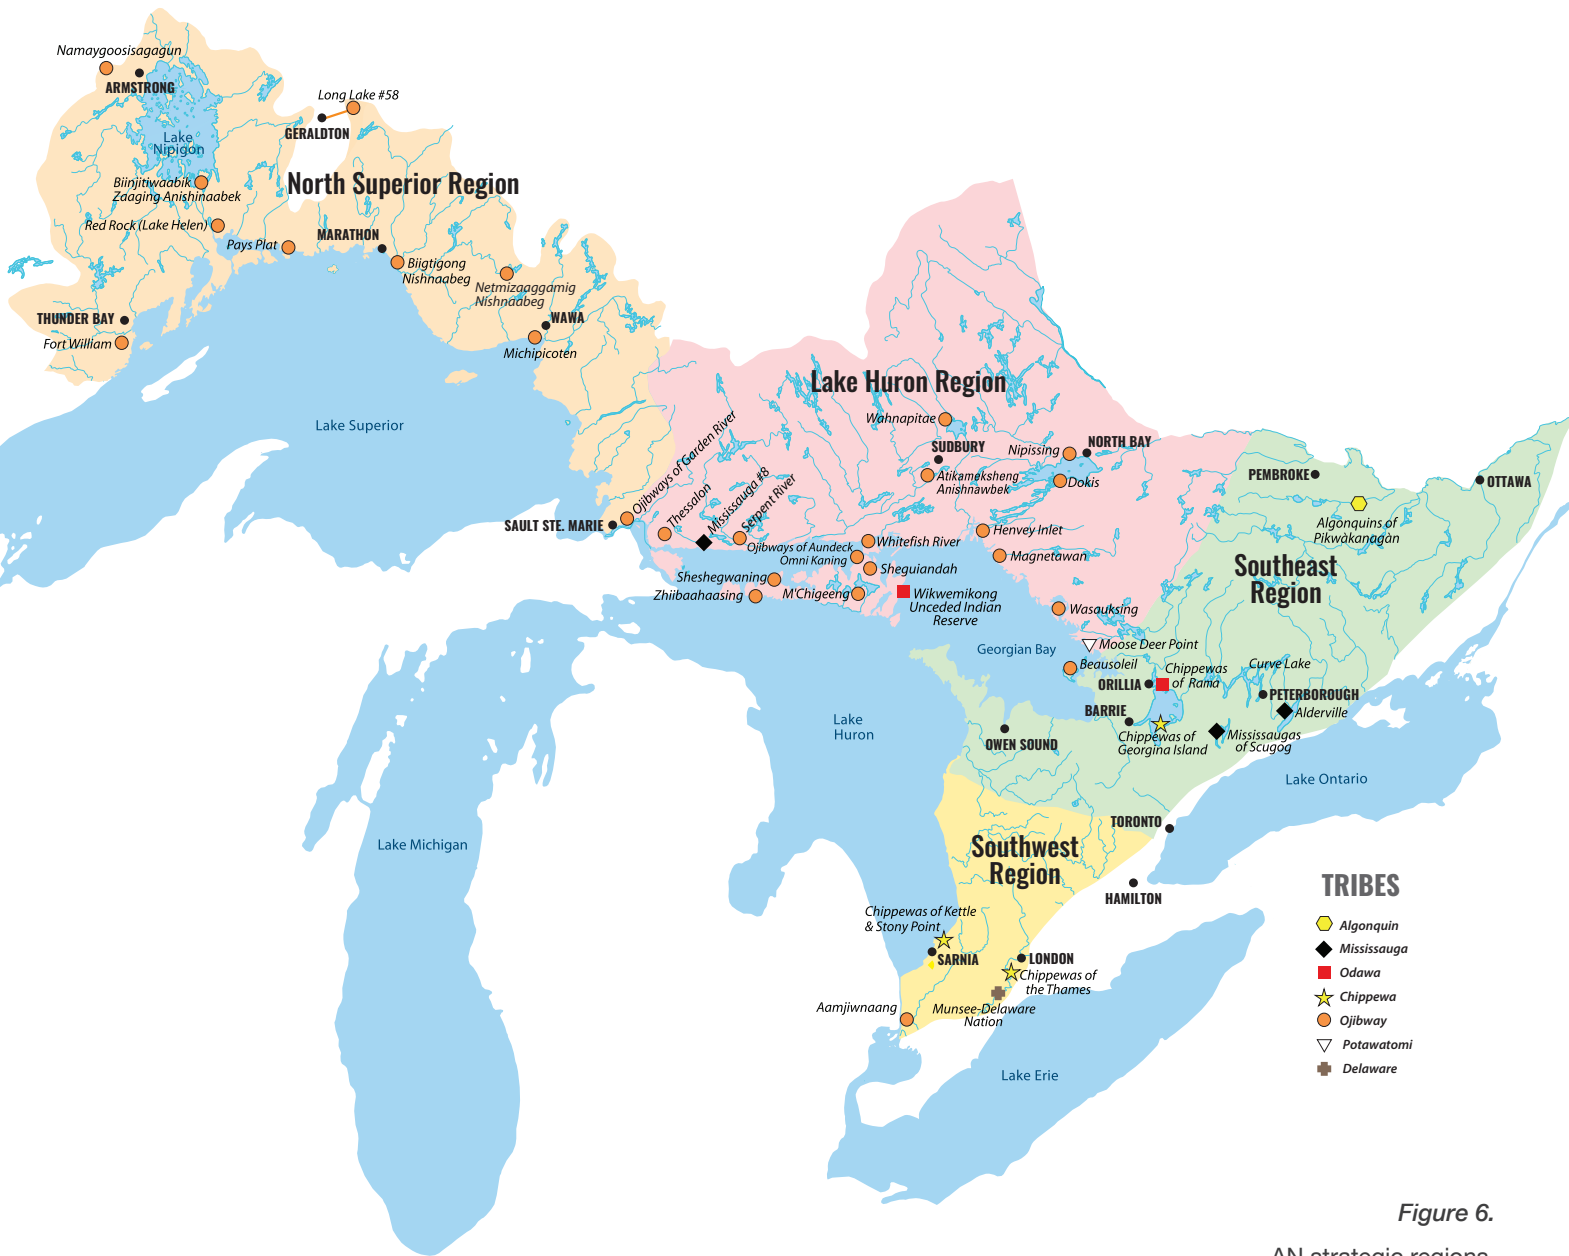 Namaygoosisagagun
ARMSTRONG
Long Lake #58
GERALDTON
Lake
Nipigon
Biinjitiwaabik
Zaaging Anishinaabek
North Superior Region
Red Rock (Lake Helen)
Pays Plat
MARATHON
Biigtigong
Nishnaabeg
Netmizaaggamig
Nishnaabeg
THUNDER BAY
Fort William
WAWA
Michipicoten
Lake Superior
Lake Huron Region
Wahnapitae
SUDBURY
Nipissing
NORTH BAY
Atikameksheng
Anishnawbek
Dokis
Ojibways of Garden River
Thessalon
Mississauga #8
Serpent River
SAULT STE. MARIE
Ojibways of Aundeck
Omni Kaning
Whitefish River
Henvey Inlet
Magnetawan
Sheguiandah
Sheshegwaning
Zhiibaahaasing
M'Chigeeng
Wikwemikong
Unceded Indian
Reserve
Wasauksing
PEMBROKE
OTTAWA
Algonquins of
Pikwàkanagàn
Southeast
Region
Georgian Bay
Moose Deer Point
Beausoleil
Chippewas
of Rama
Curve Lake
ORILLIA
PETERBOROUGH
Alderville
BARRIE
Chippewas of
Georgina Island
Mississaugas
of Scugog
OWEN SOUND
Lake
Huron
Lake Ontario
Lake Michigan
TORONTO
Southwest
Region
HAMILTON
Chippewas of Kettle
& Stony Point
SARNIA
LONDON
Chippewas of
the Thames
Aamjiwnaang
Munsee-Delaware
Nation
Lake Erie
TRIBES
Algonquin
Mississauga
Odawa
Chippewa
Ojibway
Potawatomi
Delaware
Figure 6.
AN strategic regions